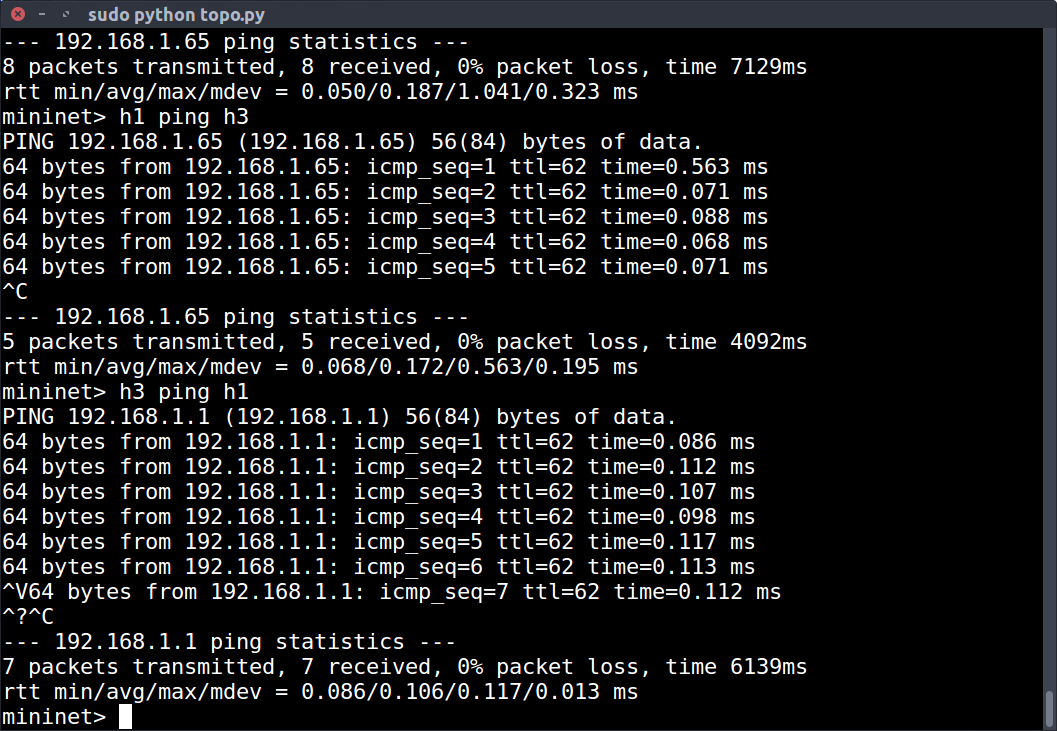 sudo python topo.py
--- 192.168.1.65 ping statistics ---
8 packets transmitted, 8 received, 0% packet loss, time 7129ms
rtt min/avg/max/mdev = 0.050/0.187/1.041/0.323 ms
mininet> h1 ping h3
PING 192.168.1.65 (192.168.1.65) 56(84) bytes of data.
64 bytes from 192.168.1.65: icmp_seq=1 ttl=62 time=0.563 ms
64 bytes from 192.168.1.65: icmp_seq=2 ttl=62 time=0.071 ms
64 bytes from 192.168.1.65: icmp_seq=3 ttl=62 time=0.088 ms
64 bytes from 192.168.1.65: icmp_seq=4 ttl=62 time=0.068 ms
64 bytes from 192.168.1.65: icmp_seq=5 ttl=62 time=0.071 ms
^C
--- 192.168.1.65 ping statistics ---
5 packets transmitted, 5 received, 0% packet loss, time 4092ms
rtt min/avg/max/mdev = 0.068/0.172/0.563/0.195 ms
mininet> h3 ping h1
PING 192.168.1.1 (192.168.1.1) 56(84) bytes of data.
64 bytes from 192.168.1.1: icmp_seq=1 ttl=62 time=0.086 ms
64 bytes from 192.168.1.1: icmp_seq=2 ttl=62 time=0.112 ms
64 bytes from 192.168.1.1: icmp_seq=3 ttl=62 time=0.107 ms
64 bytes from 192.168.1.1: icmp_seq=4 ttl=62 time=0.098 ms
64 bytes from 192.168.1.1: icmp_seq=5 ttl=62 time=0.117 ms
64 bytes from 192.168.1.1: icmp_seq=6 ttl=62 time=0.113 ms
^V64 bytes from 192.168.1.1: icmp_seq=7 ttl=62 time=0.112 ms
^?^C
--- 192.168.1.1 ping statistics ---
7 packets transmitted, 7 received, 0% packet loss, time 6139ms
rtt min/avg/max/mdev = 0.086/0.106/0.117/0.013 ms
mininet>